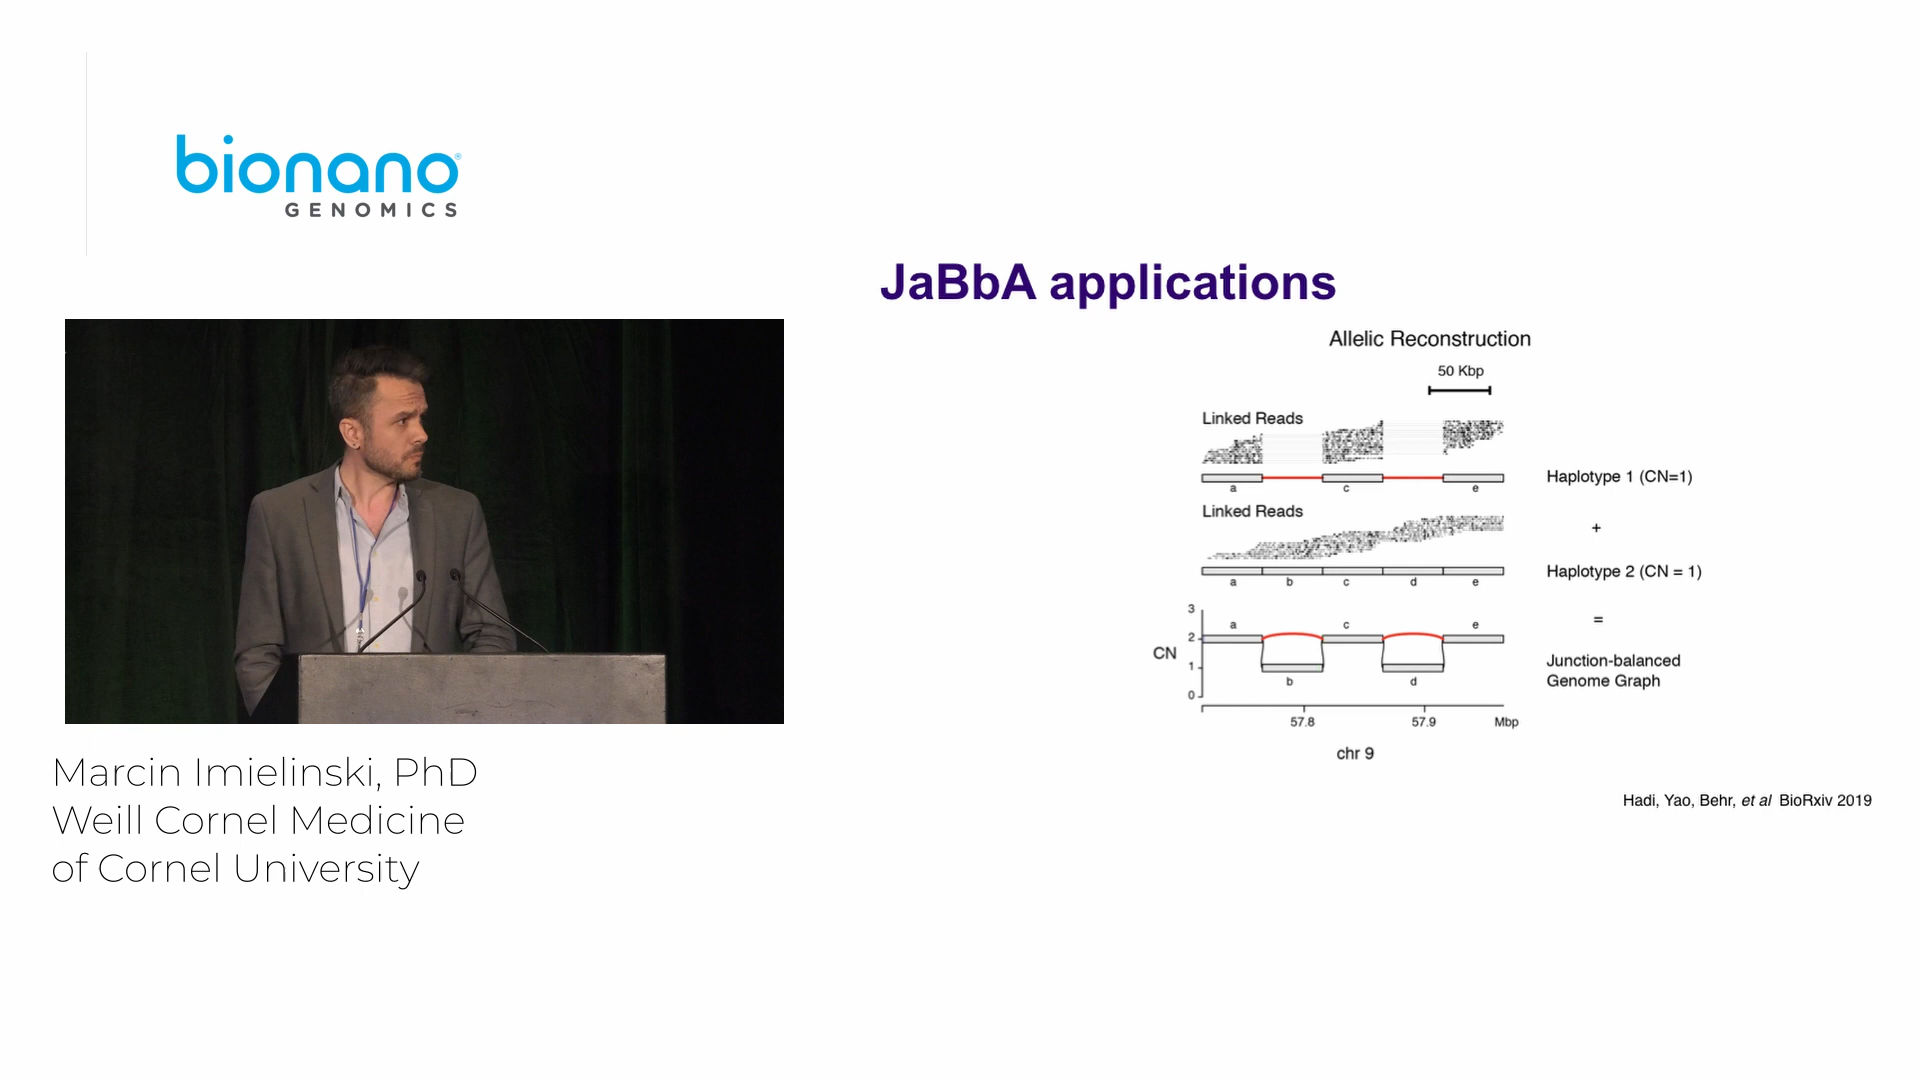 bionano
GENOMICS
JaBbA applications
Allelic Reconstruction
50 Kbp
Linked Reads
Haplotype 1 (CN=1)
a c e
Linked Reads
+
Haplotype 2 (CN = 1)
a b c d e
3
2
1
0
CN
a c e
b d
=
Junction-balanced
Genome Graph
57.8 57.9 Mbp
chr 9
Hadi, Yao, Behr, et al BioRxiv 2019
Marcin Imielinski, PhD
Weill Cornel Medicine
of Cornel University